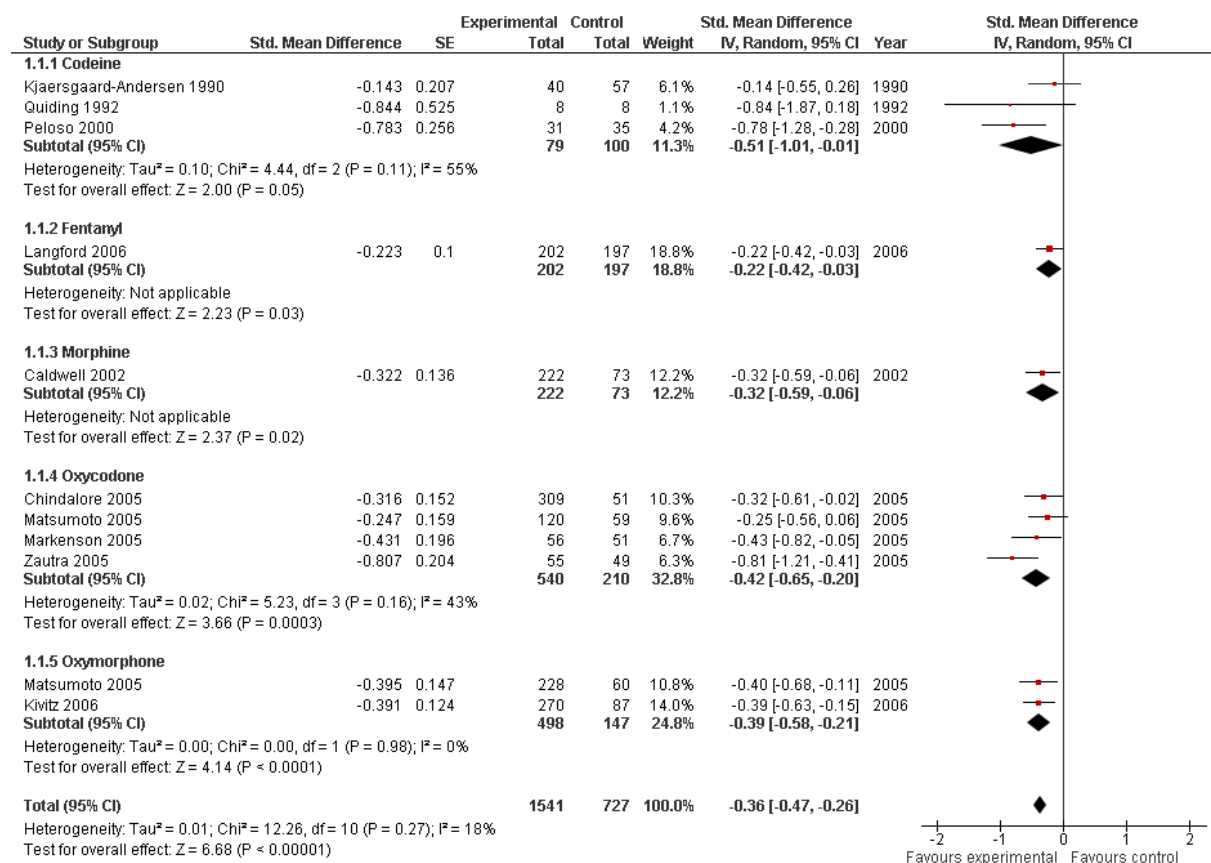 Experimental Control Std. Mean Difference Std. Mean Difference
Study or Subgroup Std. Mean Difference SE Total Total Weight IV, Random, 95% CI Year IV, Random, 95% CI
1.1.1 Codeine
Kjaersgaard-Andersen 1990 -0.143 0.207 40 57 6.1% -0.14 [-0.55, 0.26] 1990
Quiding 1992 -0.844 0.525 8 8 1.1% -0.84 [-1.87, 0.18] 1992
Peloso 2000 -0.783 0.256 31 35 4.2% -0.78 [-1.28, -0.28] 2000
Subtotal (95% CI) 79 100 11.3% -0.51 [-1.01, -0.01]
Heterogeneity: Tau² = 0.10; Chi² = 4.44, df = 2 (P = 0.11); I² = 55%
Test for overall effect: Z = 2.00 (P = 0.05)
1.1.2 Fentanyl
Langford 2006 -0.223 0.1 202 197 18.8% -0.22 [-0.42, -0.03] 2006
Subtotal (95% CI) 202 197 18.8% -0.22 [-0.42, -0.03]
Heterogeneity: Not applicable
Test for overall effect: Z = 2.23 (P = 0.03)
1.1.3 Morphine
Caldwell 2002 -0.322 0.136 222 73 12.2% -0.32 [-0.59, -0.06] 2002
Subtotal (95% CI) 222 73 12.2% -0.32 [-0.59, -0.06]
Heterogeneity: Not applicable
Test for overall effect: Z = 2.37 (P = 0.02)
1.1.4 Oxycodone
Chindalore 2005 -0.316 0.152 309 51 10.3% -0.32 [-0.61, -0.02] 2005
Matsumoto 2005 -0.247 0.159 120 59 9.6% -0.25 [-0.56, 0.06] 2005
Markenson 2005 -0.431 0.196 56 51 6.7% -0.43 [-0.82, -0.05] 2005
Zautra 2005 -0.807 0.204 55 49 6.3% -0.81 [-1.21, -0.41] 2005
Subtotal (95% CI) 540 210 32.8% -0.42 [-0.65, -0.20]
Heterogeneity: Tau² = 0.02; Chi² = 5.23, df = 3 (P = 0.16); I² = 43%
Test for overall effect: Z = 3.66 (P = 0.0003)
1.1.5 Oxymorphone
Matsumoto 2005 -0.395 0.147 228 60 10.8% -0.40 [-0.68, -0.11] 2005
Kivitz 2006 -0.391 0.124 270 87 14.0% -0.39 [-0.63, -0.15] 2006
Subtotal (95% CI) 498 147 24.8% -0.39 [-0.58, -0.21]
Heterogeneity: Tau² = 0.00; Chi² = 0.00, df = 1 (P = 0.98); I² = 0%
Test for overall effect: Z = 4.14 (P < 0.0001)
Total (95% CI) 1541 727 100.0% -0.36 [-0.47, -0.26]
Heterogeneity: Tau² = 0.01; Chi² = 12.26, df = 10 (P = 0.27); I² = 18%
Test for overall effect: Z = 6.68 (P < 0.00001)
-2 -1 0 1 2
Favours experimental Favours control